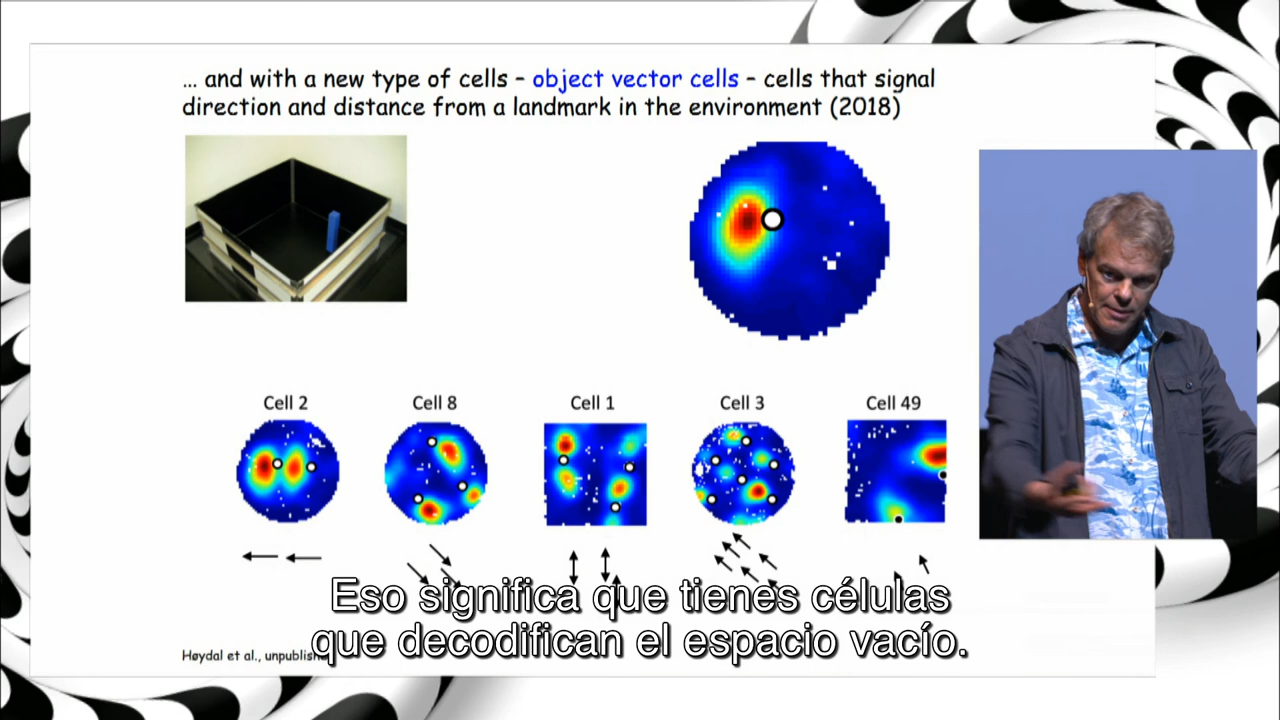 ... and with a new type of cells – object vector cells – cells that signal
direction and distance from a landmark in the environment (2018)
Cell 2
Cell 8
Cell 1
Cell 3
Cell 49
Eso significa que tienes células
que decodifican el espacio vacío.
Høydal et al.,